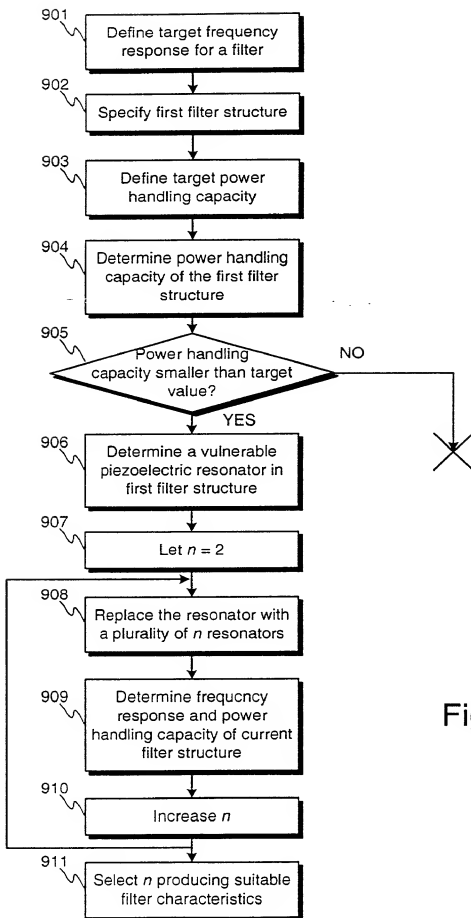 901
Define target frequency
response for a filter
902
Specify first filter structure
903
Define target power
handling capacity
904
Determine power handling
capacity of the first filter
structure
905
Power handling
capacity smaller than target
value?
NO
YES
906
Determine a vulnerable
piezoelectric resonator in
first filter structure
907
Let n = 2
908
Replace the resonator with
a plurality of n resonators
909
Determine frequency
response and power
handling capacity of current
filter structure
Fi
910
Increase n
911
Select n producing suitable
filter characteristics